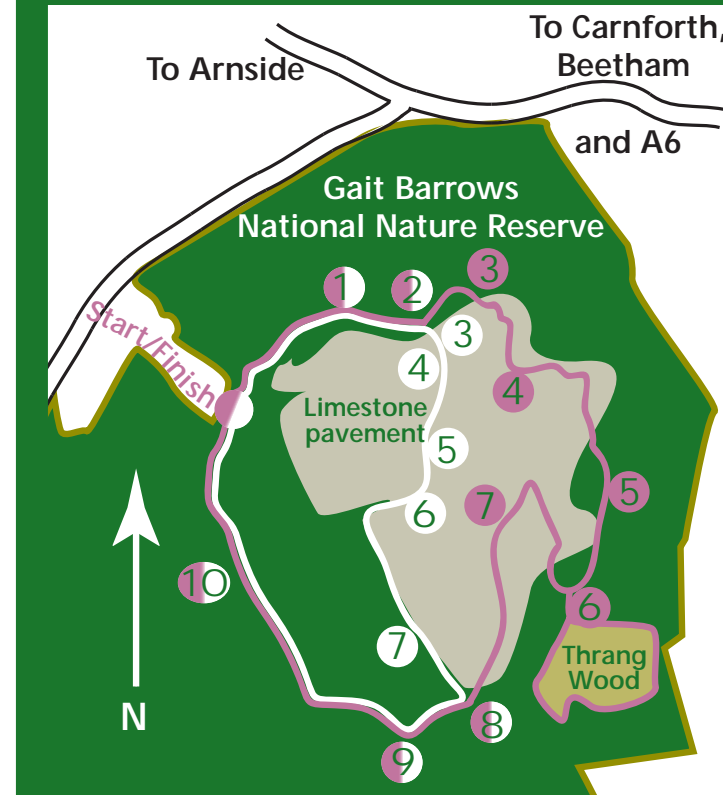 To Arnside
To Carnforth,
Beetham
and A6
Gait Barrows
National Nature Reserve
Start/Finish
1
2
3
3
4
4
Limestone
pavement
5
5
6
7
10
6
7
Thrang
Wood
8
9
N